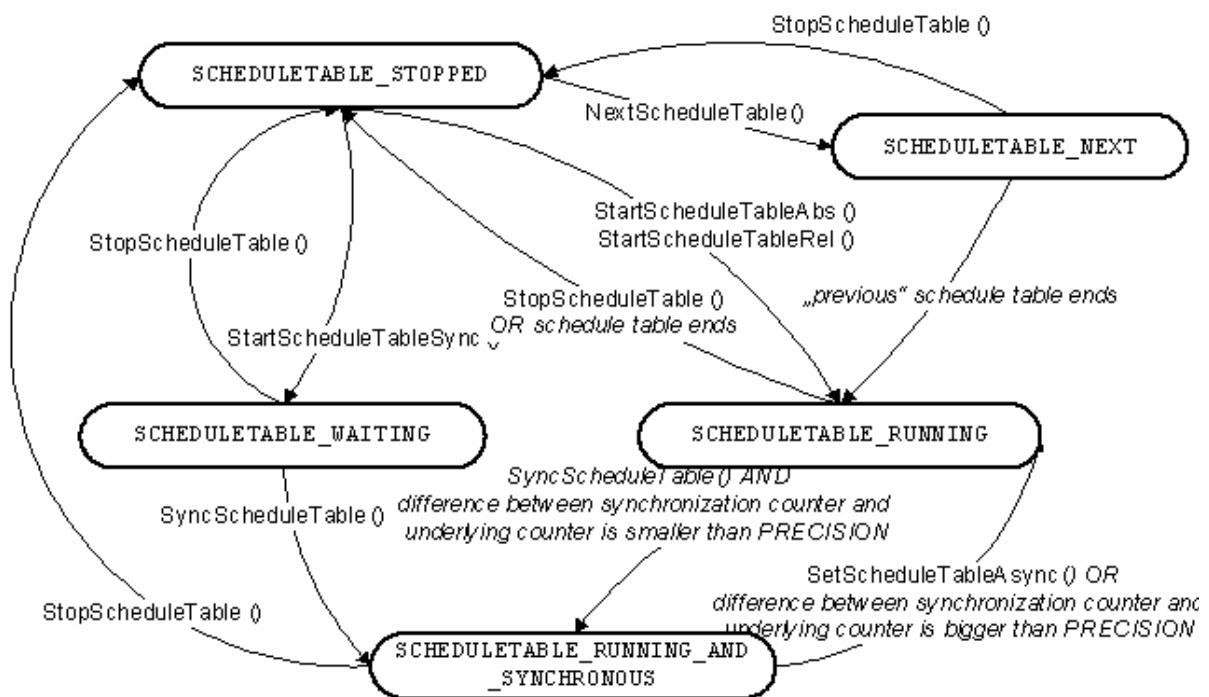 StopScheduleTable ()
SCHEDULETABLE_STOPPED
NextScheduleTable()
SCHEDULETABLE_NEXT
StartScheduleTableAbs ()
StartScheduleTableRel ()
StopScheduleTable ()
StopScheduleTable ()
OR schedule table ends
„previous“ schedule table ends
StartScheduleTableSync
SCHEDULETABLE_WAITING
SCHEDULETABLE_RUNNING
SyncScheduleTable() AND
difference between synchronization counter and
underlying counter is smaller than PRECISION
SyncScheduleTable()
SetScheduleTableAsync() OR
difference between synchronization counter and
underlying counter is bigger than PRECISION
StopScheduleTable ()
SCHEDULETABLE_RUNNING_AND
_SYNCHRONOUS